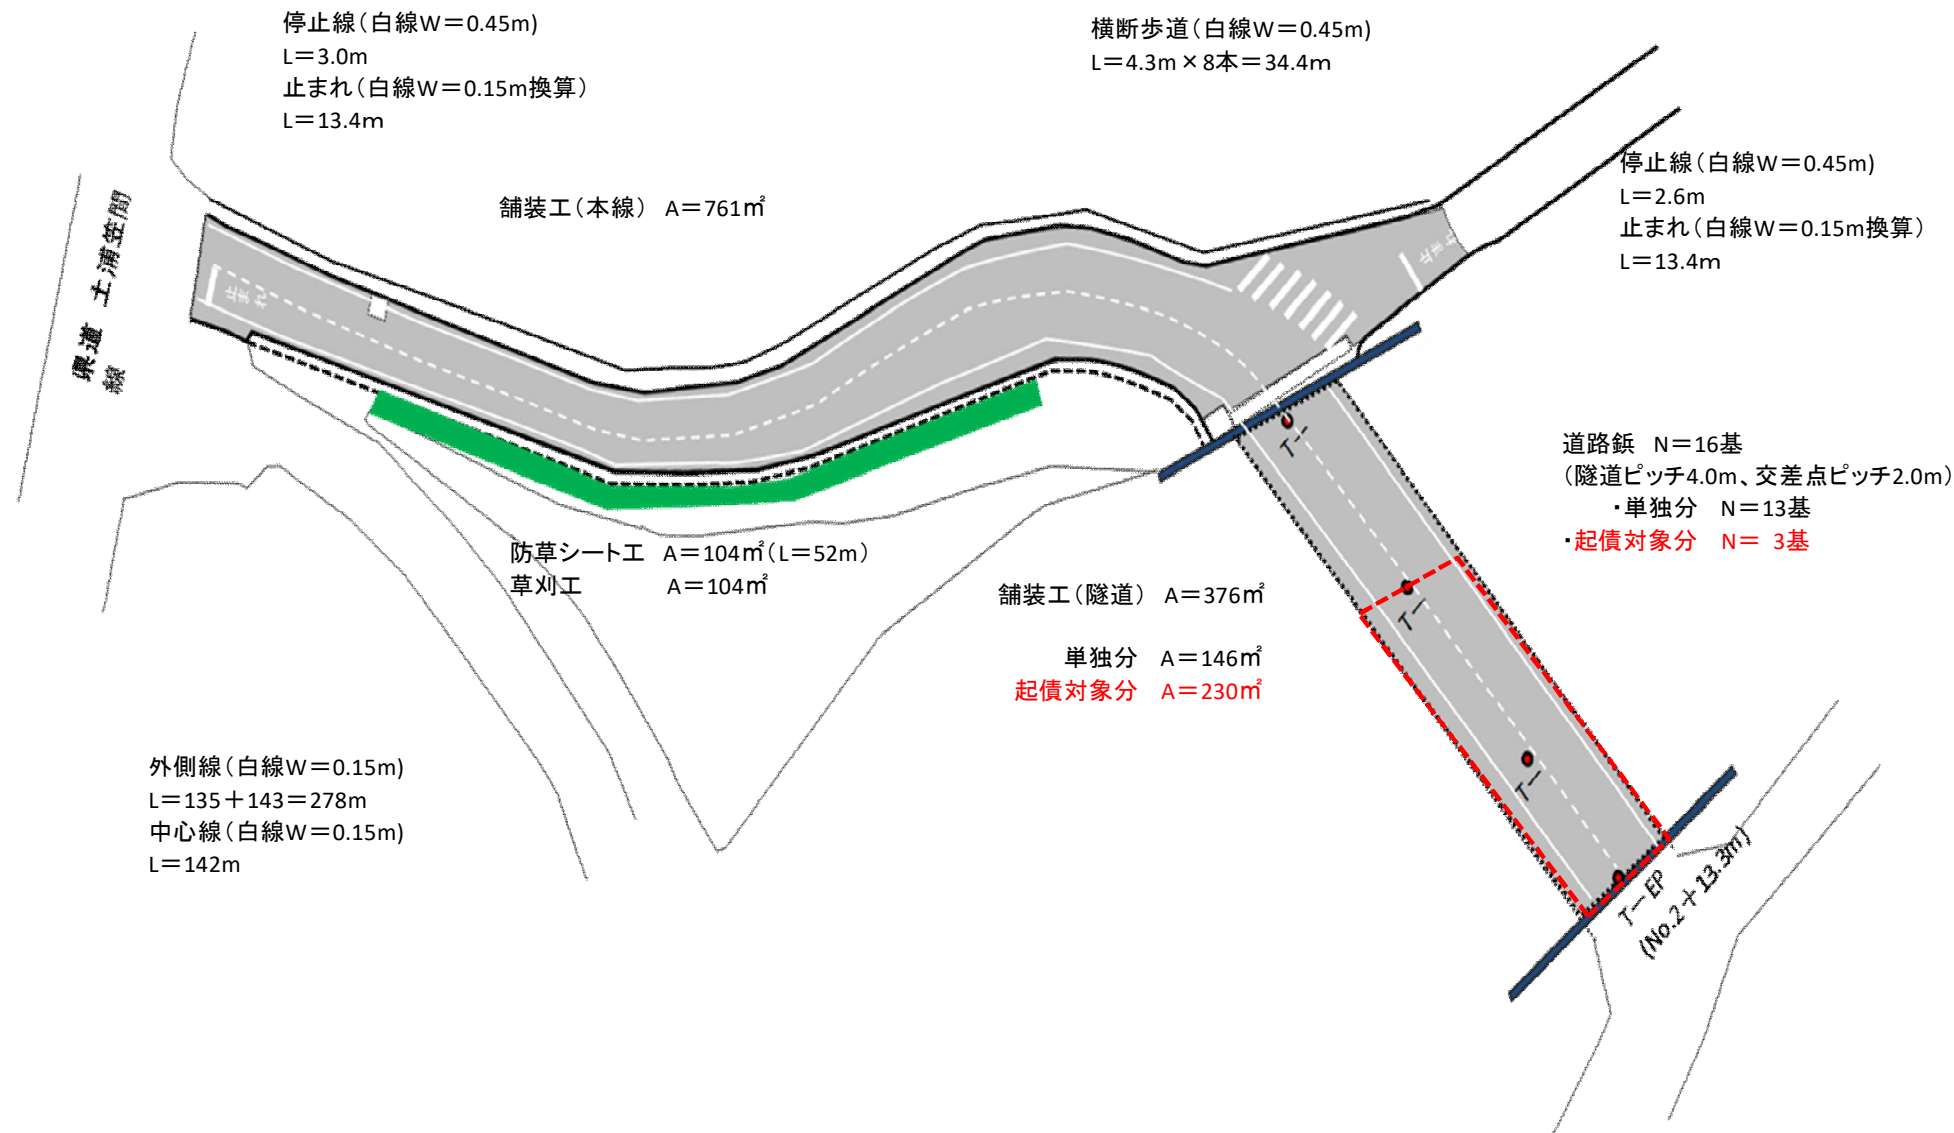 停止線(白線W＝0.45m)
L＝3.0m
止まれ(白線W＝0.15m換算)
L＝13.4m
横断歩道(白線W＝0.45m)
L＝4.3m×8本＝34.4m
停止線(白線W＝0.45m)
L＝2.6m
止まれ(白線W＝0.15m換算)
L＝13.4m
舗装工(本線) A＝761㎡
県道 土浦笠間
線
止まれ
止まれ
道路鋲 N＝16基
(隧道ピッチ4.0m、交差点ピッチ2.0m)
・単独分 N＝13基
・起債対象分 N＝ 3基
防草シート工 A＝104㎡(L＝52m)
草刈工 A＝104㎡
舗装工(隧道) A＝376㎡
単独分 A＝146㎡
起債対象分 A＝230㎡
外側線(白線W＝0.15m)
L＝135＋143＝278m
中心線(白線W＝0.15m)
L＝142m
T－
T－
T－
T－EP
(No.2＋13.3m)